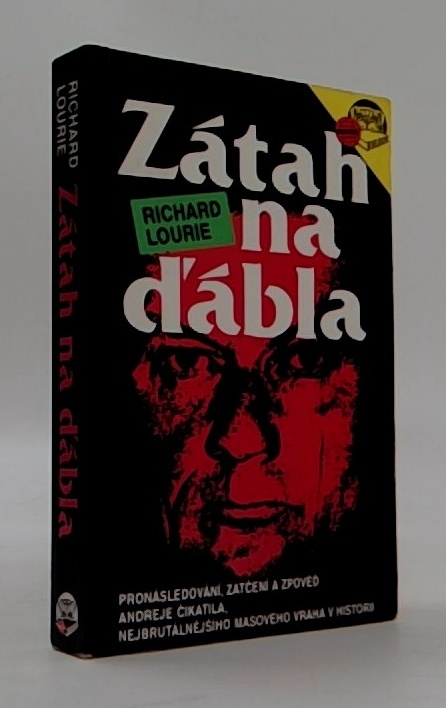 RICHARD
LOURIE
Zátah na ďábla
Zátah
na
ďábla
RICHARD
LOURIE
PRONÁSLEDOVÁNÍ, ZATČENÍ A ZPOVĚĎ
ANDREJE ČIKATILA,
NEJBRUTÁLNĚJŠÍHO MASOVÉHO VRAHA V HISTORII